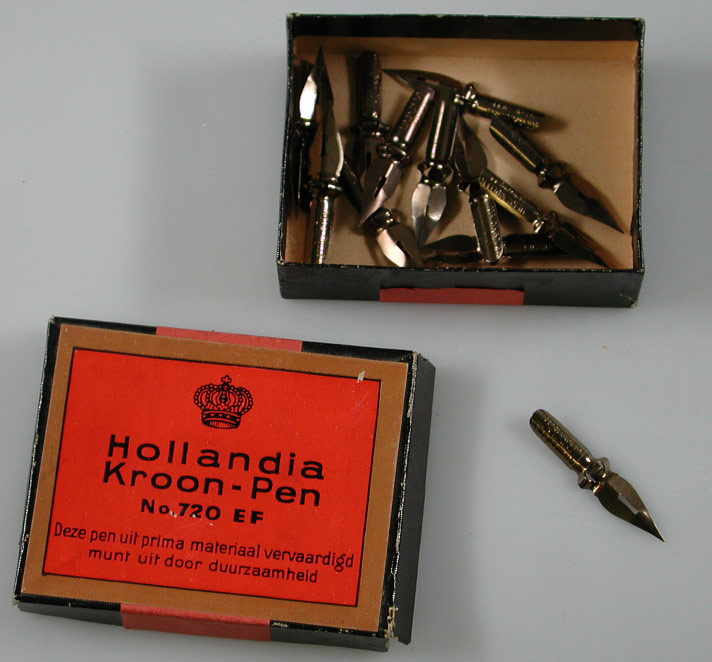 Hollandia
Kroon-Pen
No. 720 EF
Deze pen uit prima materiaal vervaardigd
munt uit door duurzaamheid